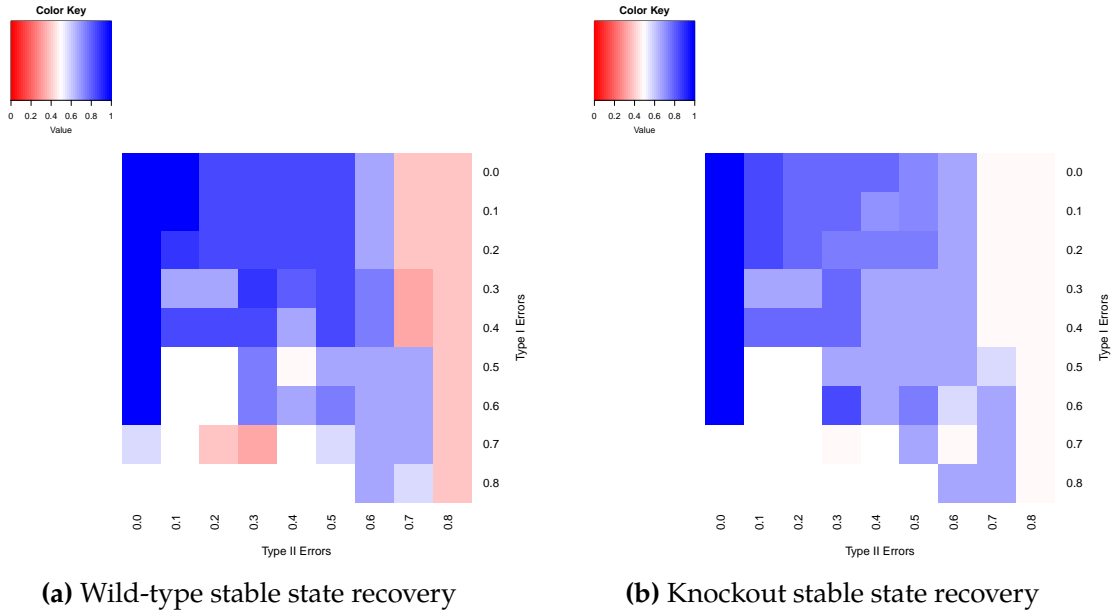 Color Key
0 0.2 0.4 0.6 0.8 1
Value
0.0
0.1
0.2
0.3
0.4
0.5
0.6
0.7
0.8
Type I Errors
0.0 0.1 0.2 0.3 0.4 0.5 0.6 0.7 0.8
Type II Errors
(a) Wild-type stable state recovery
Color Key
0 0.2 0.4 0.6 0.8 1
Value
0.0
0.1
0.2
0.3
0.4
0.5
0.6
0.7
0.8
Type I Errors
0.0 0.1 0.2 0.3 0.4 0.5 0.6 0.7 0.8
Type II Errors
(b) Knockout stable state recovery